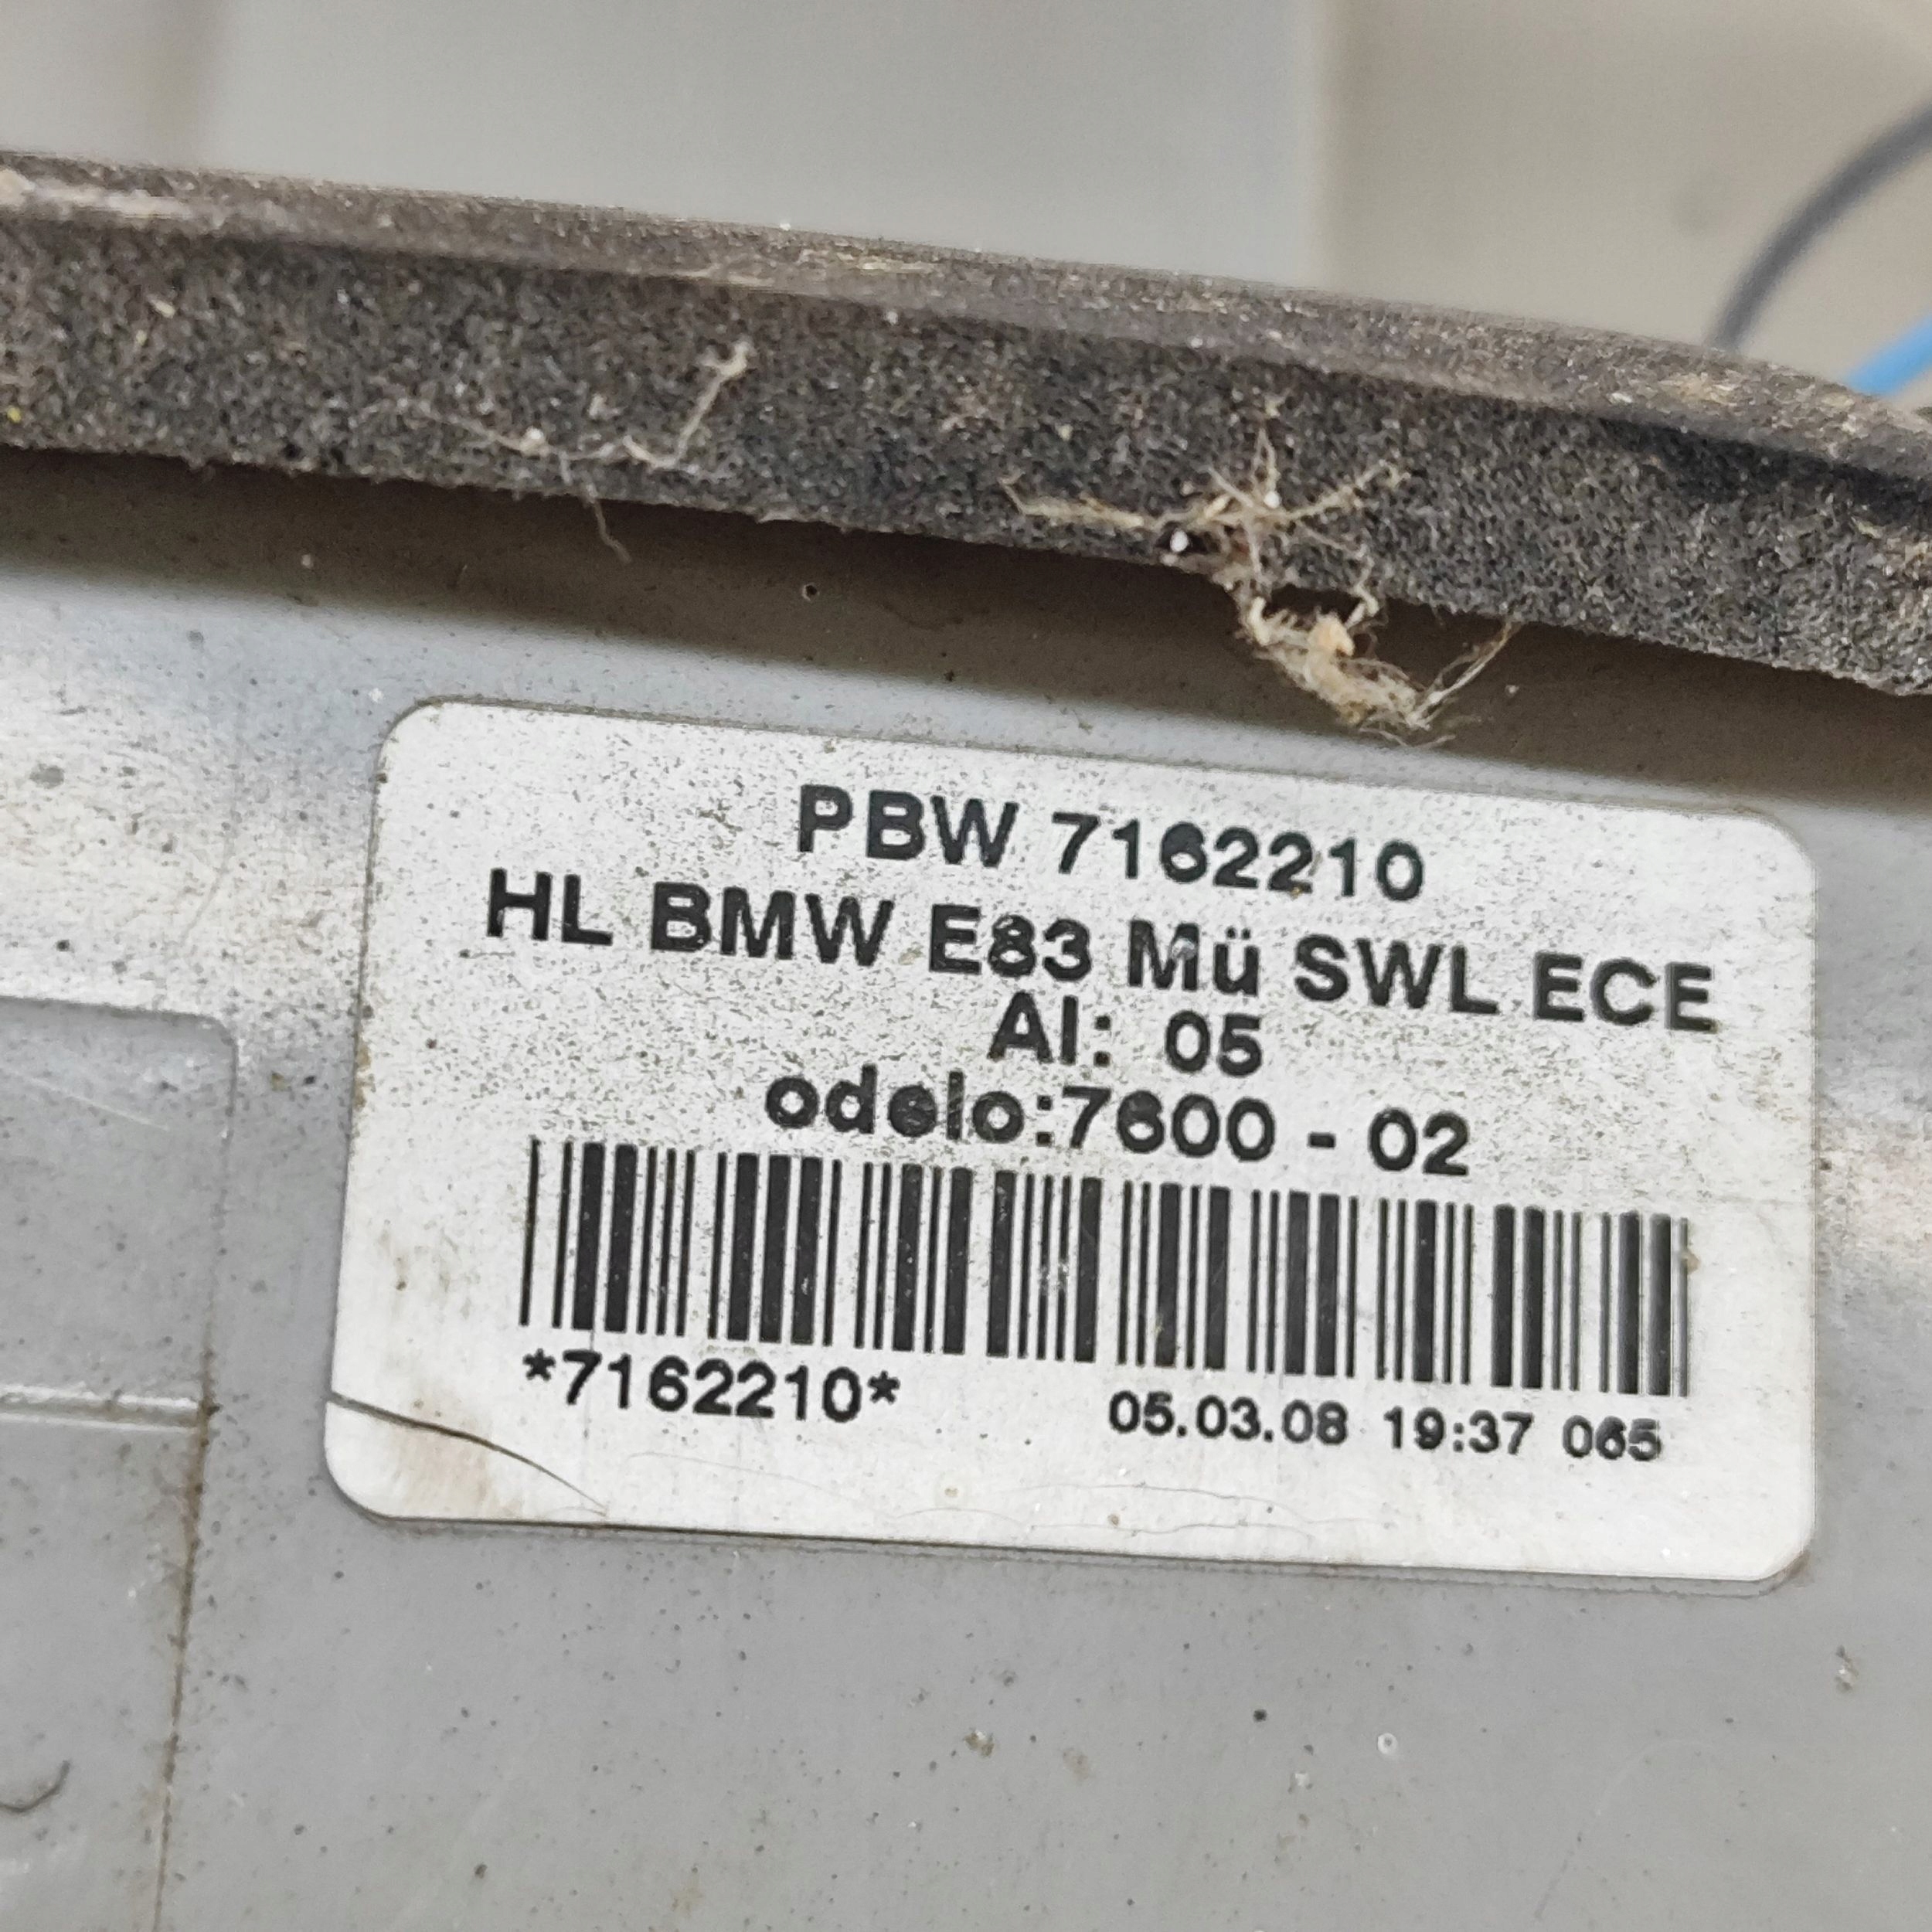 PBW 7162210
HL BMW E83 Mü SWL ECE
AI: 05
odelo:7600 - 02
*7162210* 05.03.08 19:37 065